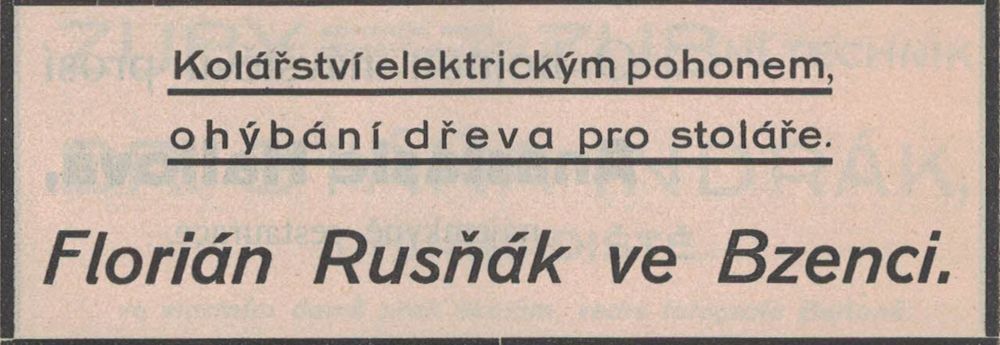 Kolářství elektrickým pohonem,
ohýbání dřeva pro stoláře.
Florián Rusňák ve Bzenci.